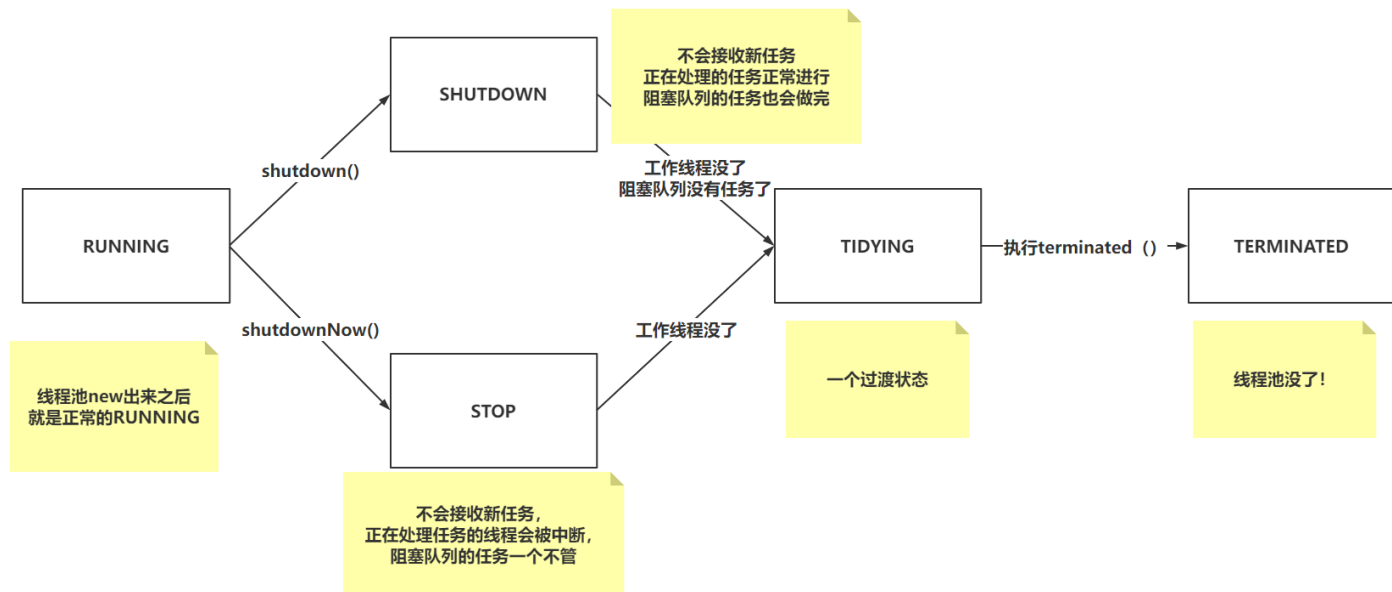 不会接收新任务
正在处理的任务正常进行
阻塞队列的任务也会做完
SHUTDOWN
shutdown()
工作线程没了
阻塞队列没有任务了
RUNNING
TIDYING
执行terminated（）
TERMINATED
shutdownNow()
工作线程没了
线程池new出来之后
就是正常的RUNNING
STOP
一个过渡状态
线程池没了！
不会接收新任务，
正在处理任务的线程会被中断，
阻塞队列的任务一个不管